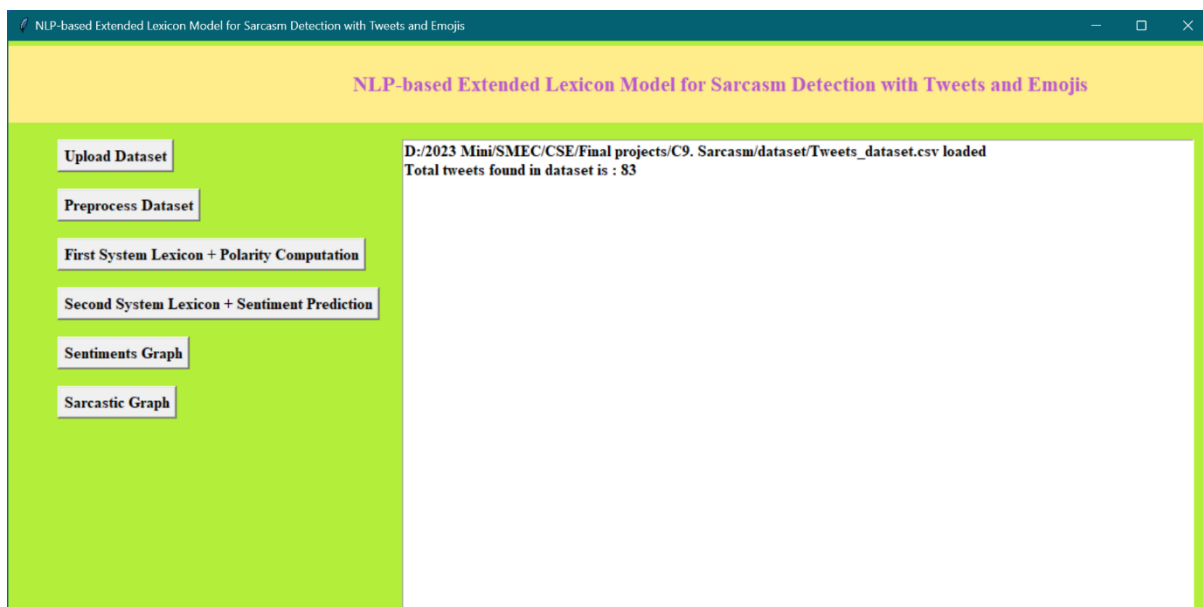 NLP-based Extended Lexicon Model for Sarcasm Detection with Tweets and Emojis
NLP-based Extended Lexicon Model for Sarcasm Detection with Tweets and Emojis
Upload Dataset
Preprocess Dataset
First System Lexicon + Polarity Computation
Second System Lexicon + Sentiment Prediction
Sentiments Graph
Sarcastic Graph
D:/2023 Mini/SMEC/CSE/Final projects/C9. Sarcasm/dataset/Tweets_dataset.csv loaded
Total tweets found in dataset is : 83